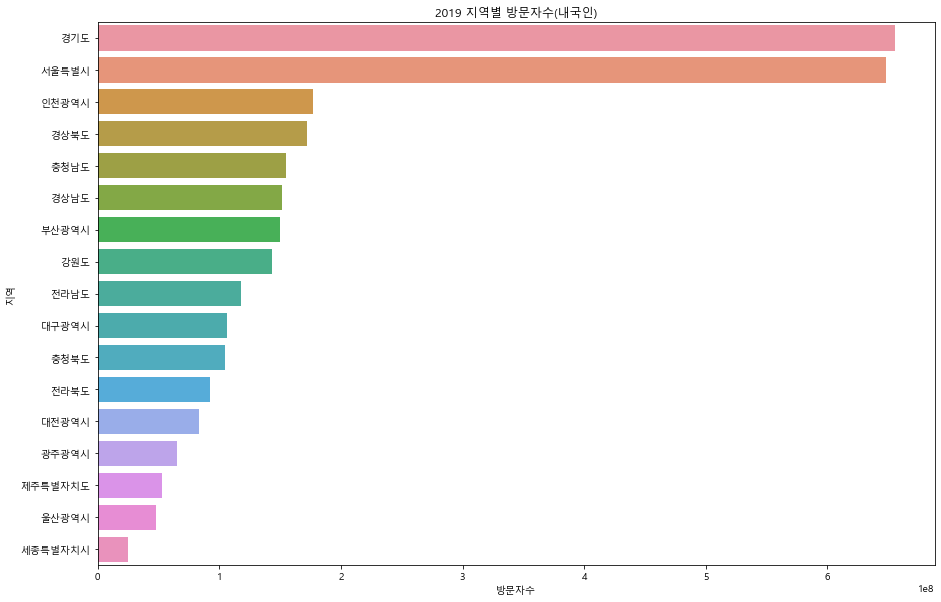 2019 지역별 방문자수(내국인)
경기도
서울특별시
인천광역시
경상북도
충청남도
경상남도
부산광역시
강원도
전라남도
대구광역시
충청북도
전라북도
대전광역시
광주광역시
제주특별자치도
울산광역시
세종특별자치시
지역
0 1 2 3 4 5 6
방문자수
1e8